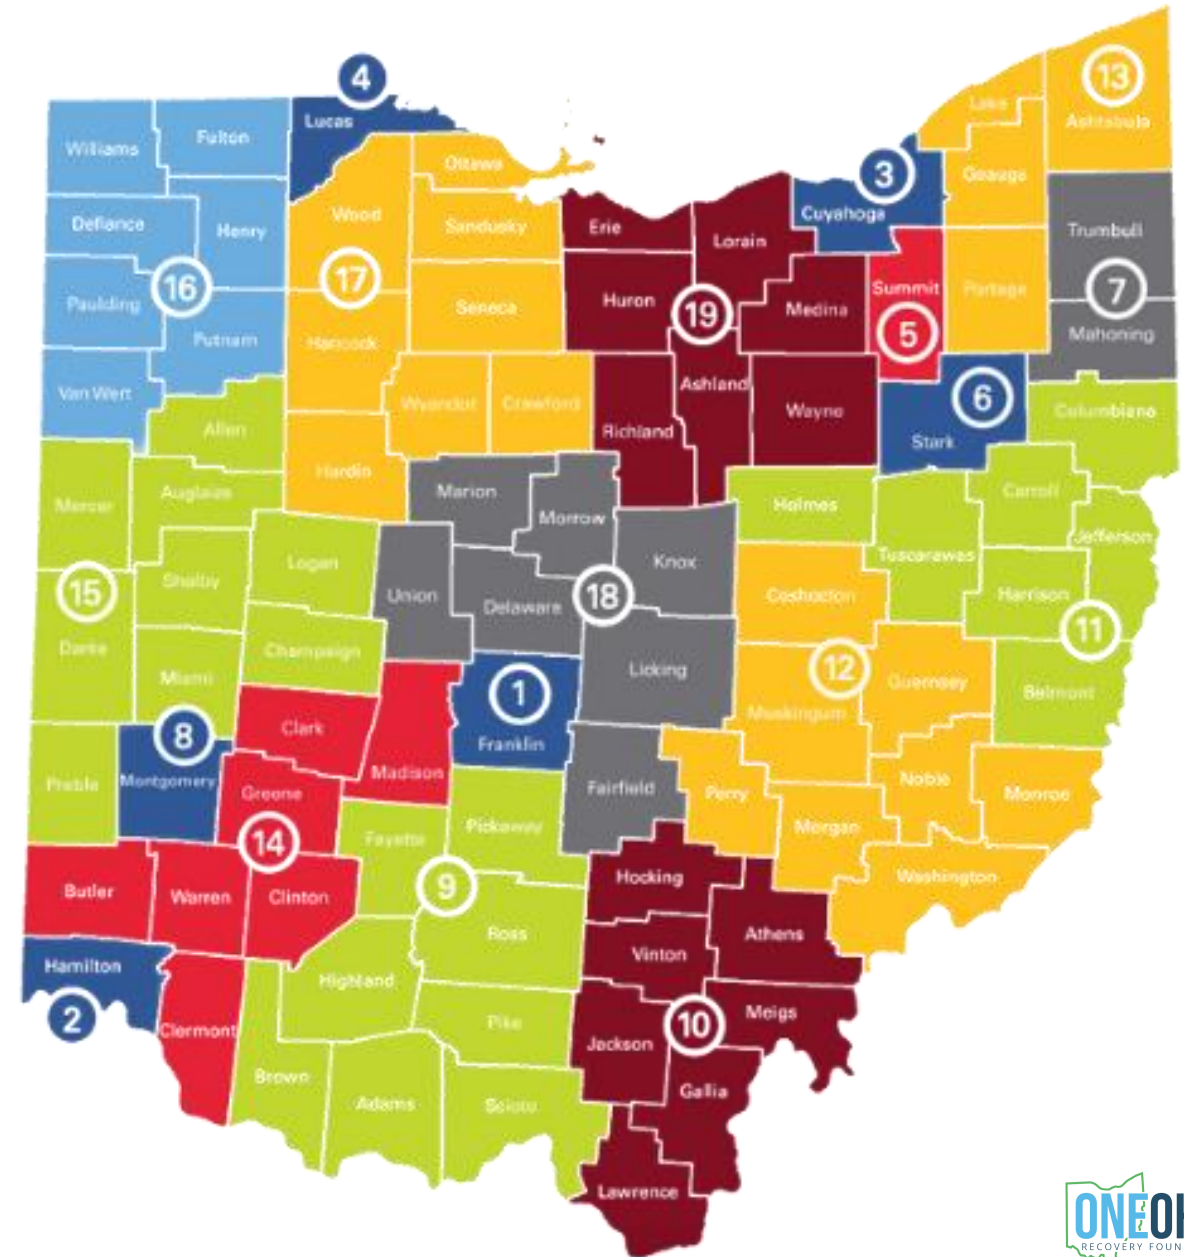 4
13
Lake
Lucas
Ashtabula
Fulton
Williams
Ottawa
3
Geauga
Wood
Cuyahoga
Defiance
Henry
Sandusky
Erie
Lorain
Trumbull
17
16
Summit
Portage
7
Paulding
Seneca
Huron
19
Medina
5
Putnam
Hancock
Mahoning
Van Wert
Wyandot
Crawford
Ashland
Wayne
6
Columbiana
Allen
Richland
Stark
Hardin
Mercer
Auglaize
Marion
Morrow
Holmes
Carroll
Jefferson
Logan
Knox
Tuscarawas
15
Shelby
Union
Delaware
18
Coshocton
Harrison
11
Darke
Champaign
Miami
Licking
12
Guernsey
Belmont
1
Muskingum
8
Clark
Franklin
Preble
Montgomery
Madison
Fairfield
Perry
Noble
Monroe
Greene
Morgan
14
Fayette
Pickaway
Butler
Warren
Clinton
9
Hocking
Washington
Ross
Athens
Hamilton
Highland
Vinton
2
Clermont
Pike
Jackson
10
Meigs
Brown
Adams
Scioto
Gallia
Lawrence
ONEOH
RECOVERY FOUN